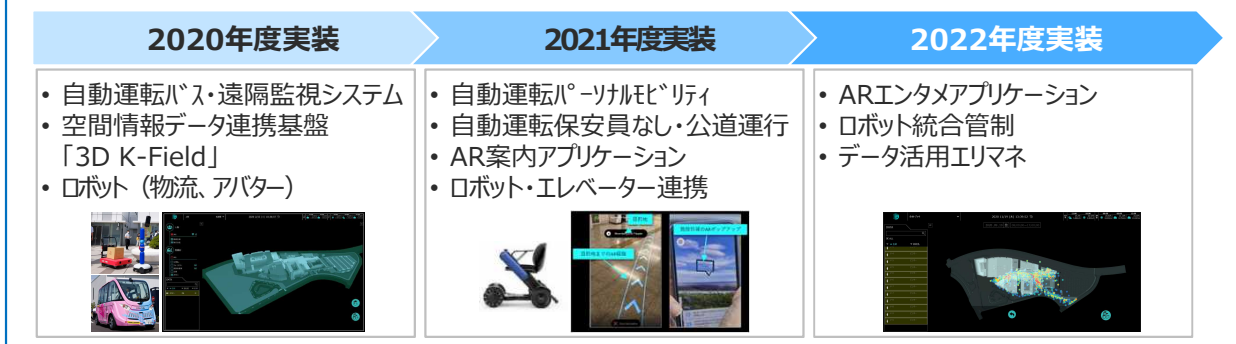 2020年度実装
2021年度実装
2022年度実装
• 自動運転ﾊﾞｽ・遠隔監視システム
• 空間情報データ連携基盤
「3D K-Field」
• ロボット（物流、アバター）
• 自動運転ﾊﾟｰｿﾅﾙﾓﾋﾞﾘﾃｨ
• 自動運転保安員なし・公道運行
• AR案内アプリケーション
• ロボット・エレベーター連携
• ARエンタメアプリケーション
• ロボット統合管制
• データ活用エリマネ
目的地